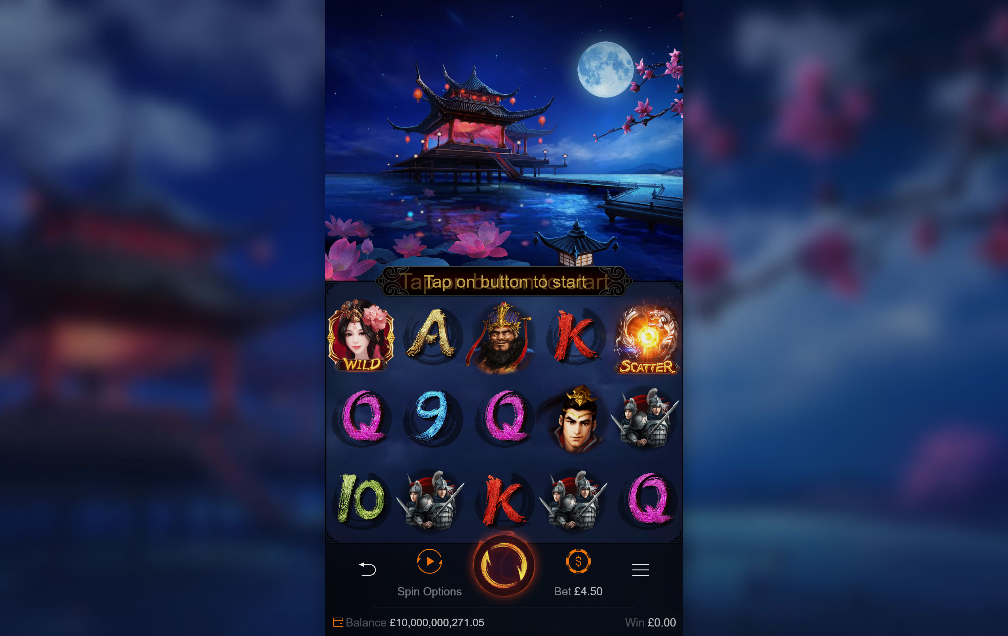 Tap on button to start
WILD A K SCATTER
Q 9 Q
10 K Q
Spin Options
Bet £4.50
Balance £10,000,000,271.05
Win £0.00